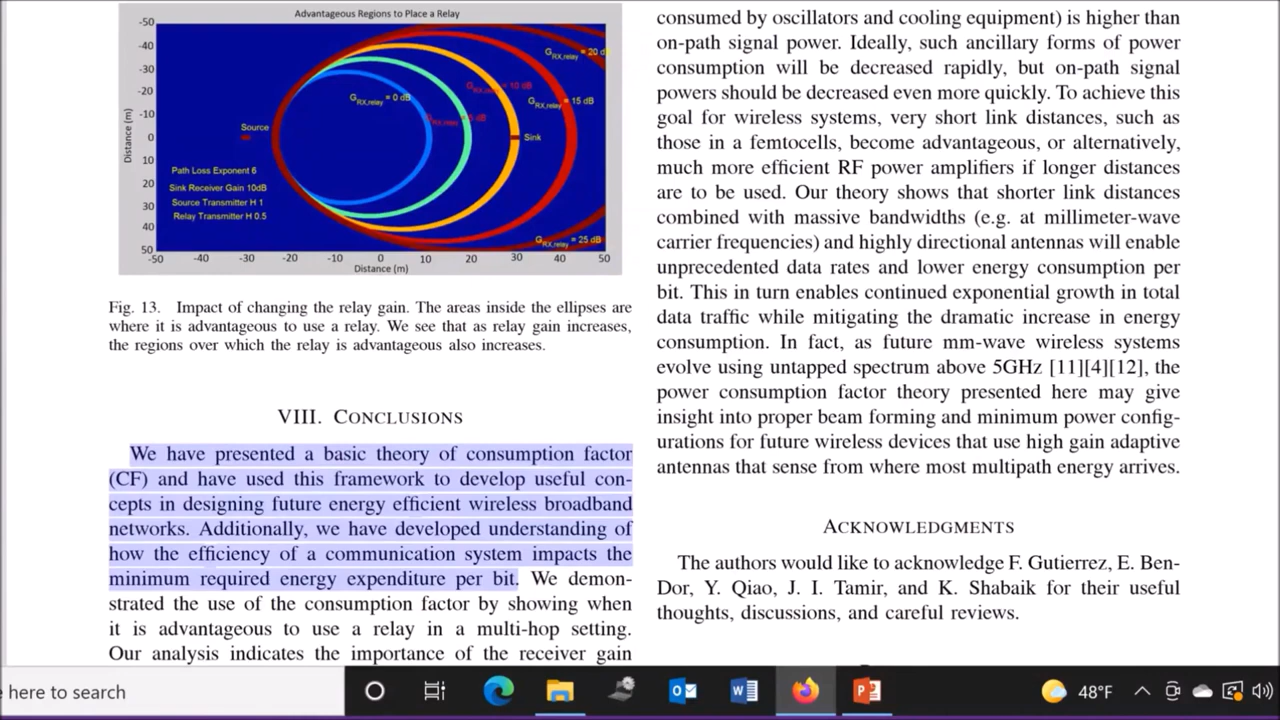 Advantageous Regions to Place a Relay
-50
-40
-30
-20
-10
0
10
20
30
40
50
Distance (m)
Source
Sink
G RX,relay = 0 dB
G RX,relay = 5 dB
G RX,relay = 10 dB
G RX,relay = 15 dB
G RX,relay = 20 d
G RX,relay = 25 dB
Path Loss Exponent 6
Sink Receiver Gain 10dB
Source Transmitter H 1
Relay Transmitter H 0.5
-50 -40 -30 -20 -10 0 10 20 30 40 50
Distance (m)
Fig. 13. Impact of changing the relay gain. The areas inside the ellipses are
where it is advantageous to use a relay. We see that as relay gain increases,
the regions over which the relay is advantageous also increases.
VIII. CONCLUSIONS
We have presented a basic theory of consumption factor
(CF) and have used this framework to develop useful con-
cepts in designing future energy efficient wireless broadband
networks. Additionally, we have developed understanding of
how the efficiency of a communication system impacts the
minimum required energy expenditure per bit. We demon-
strated the use of the consumption factor by showing when
it is advantageous to use a relay in a multi-hop setting.
Our analysis indicates the importance of the receiver gain
consumed by oscillators and cooling equipment) is higher than
on-path signal power. Ideally, such ancillary forms of power
consumption will be decreased rapidly, but on-path signal
powers should be decreased even more quickly. To achieve this
goal for wireless systems, very short link distances, such as
those in a femtocells, become advantageous, or alternatively,
much more efficient RF power amplifiers if longer distances
are to be used. Our theory shows that shorter link distances
combined with massive bandwidths (e.g. at millimeter-wave
carrier frequencies) and highly directional antennas will enable
unprecedented data rates and lower energy consumption per
bit. This in turn enables continued exponential growth in total
data traffic while mitigating the dramatic increase in energy
consumption. In fact, as future mm-wave wireless systems
evolve using untapped spectrum above 5GHz [11][4][12], the
power consumption factor theory presented here may give
insight into proper beam forming and minimum power config-
urations for future wireless devices that use high gain adaptive
antennas that sense from where most multipath energy arrives.
ACKNOWLEDGMENTS
The authors would like to acknowledge F. Gutierrez, E. Ben-
Dor, Y. Qiao, J. I. Tamir, and K. Shabaik for their useful
thoughts, discussions, and careful reviews.
here to search
48°F